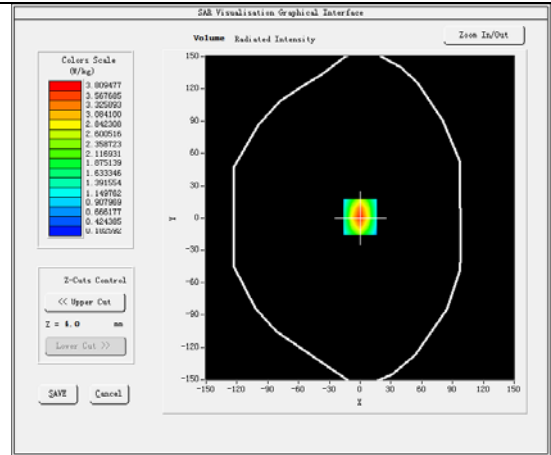 SAR Visualisation Graphical Interface
Volume Radiated Intensity
Zoom In/Out
Colors Scale
(W/kg)
3.809477
3.567685
3.325893
3.084100
2.842308
2.600516
2.358723
2.116931
1.875139
1.633346
1.391554
1.149762
0.907969
0.666177
0.424385
Z-Cuts Control
<< Upper Cut
Z = 4.0 mm
Lower Cut >>
SAVE Cancel
150
120
90
60
30
0
-30
-60
-90
-120
-150
Y
-150 -120 -90 -60 -30 0 30 60 90 120 150
X